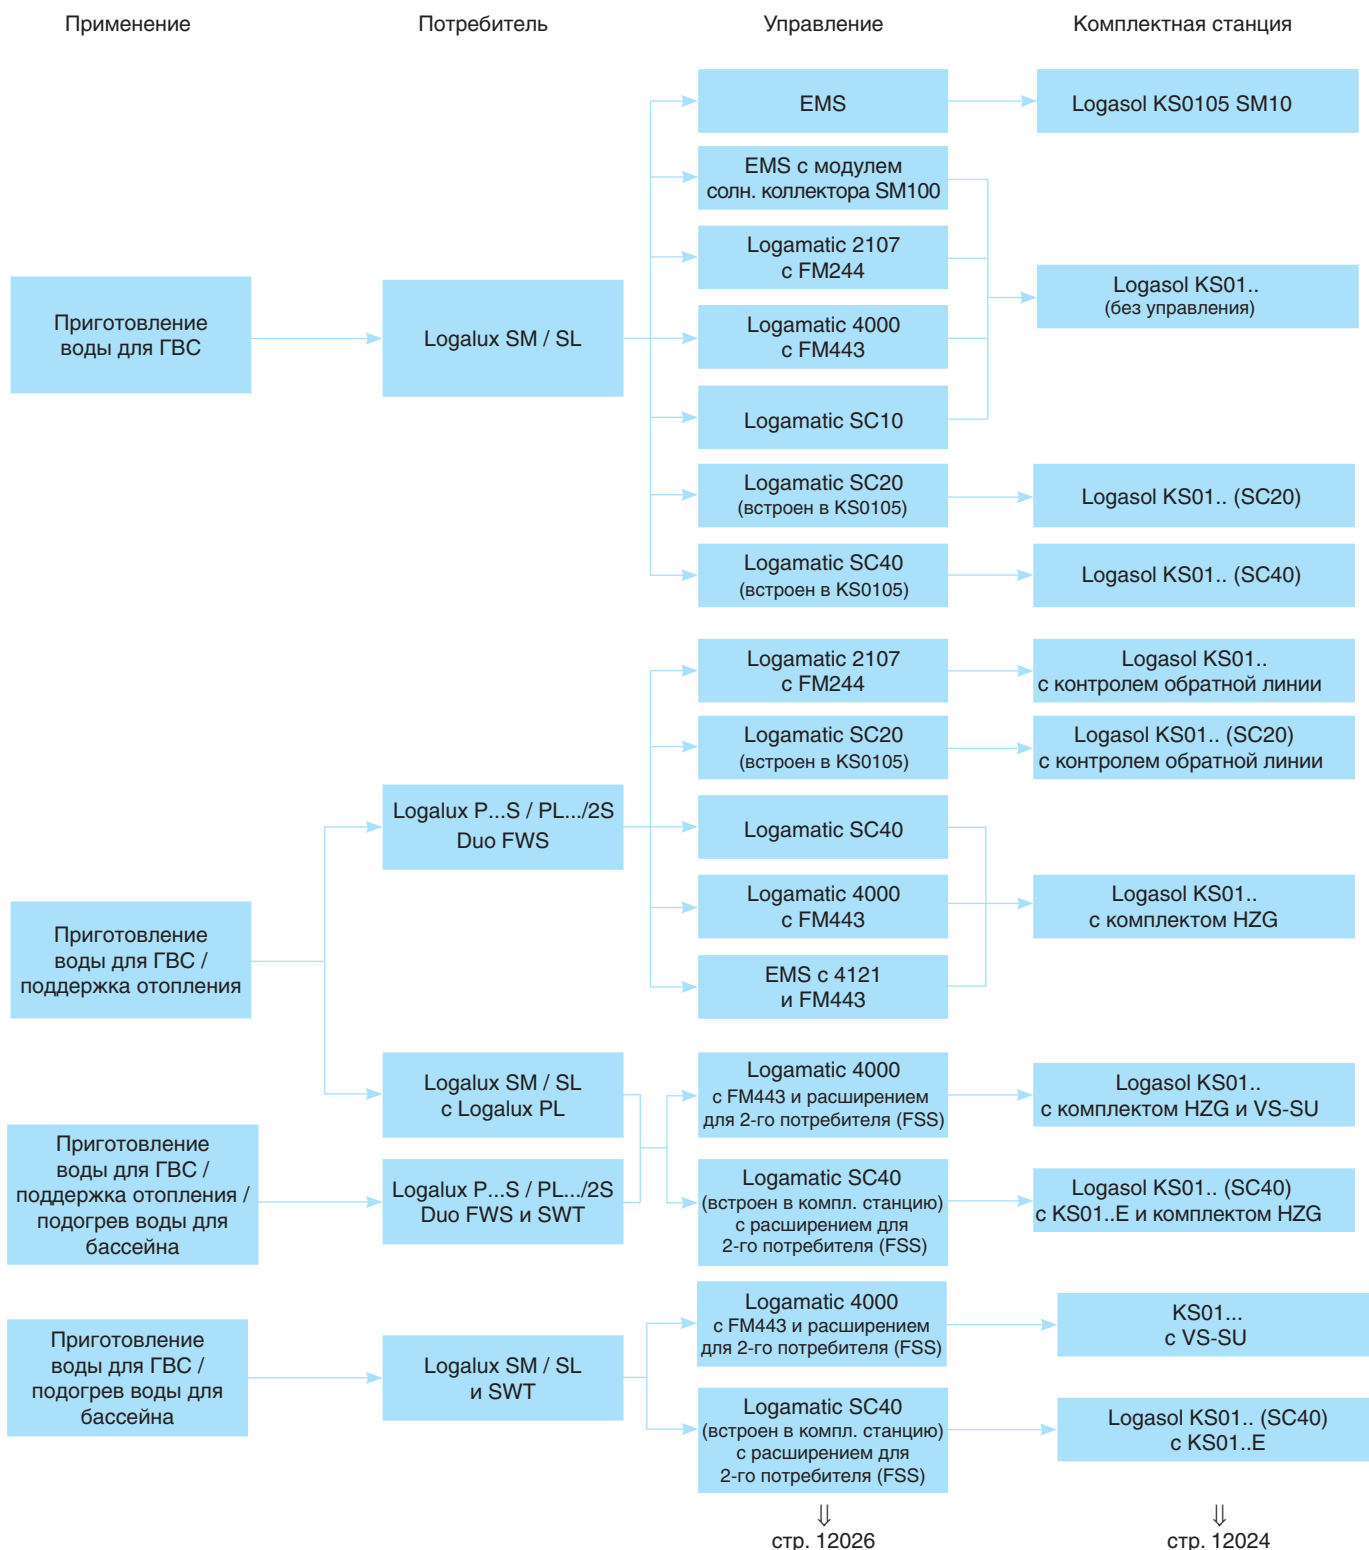 Применение
Потребитель
Управление
Комплектная станция
EMS
Logasol KS0105 SM10
EMS с модулем
солн. коллектора SM100
Logamatic 2107
с FM244
Logasol KS01..
(без управления)
Приготовление
воды для ГВС
Logalux SM / SL
Logamatic 4000
с FM443
Logamatic SC10
Logamatic SC20
(встроен в KS0105)
Logasol KS01.. (SC20)
Logamatic SC40
(встроен в KS0105)
Logasol KS01.. (SC40)
Logamatic 2107
с FM244
Logasol KS01..
с контролем обратной линии
Logamatic SC20
(встроен в KS0105)
Logasol KS01.. (SC20)
с контролем обратной линии
Logalux P...S / PL.../2S
Duo FWS
Logamatic SC40
Logamatic 4000
с FM443
Logasol KS01..
с комплектом HZG
Приготовление
воды для ГВС /
поддержка отопления
EMS с 4121
и FM443
Logalux SM / SL
с Logalux PL
Logamatic 4000
с FM443 и расширением
для 2-го потребителя (FSS)
Logasol KS01..
с комплектом HZG и VS-SU
Приготовление
воды для ГВС /
поддержка отопления /
подогрев воды для
бассейна
Logalux P...S / PL.../2S
Duo FWS и SWT
Logamatic SC40
(встроен в компл. станцию)
с расширением для
2-го потребителя (FSS)
Logasol KS01.. (SC40)
с KS01..E и комплектом HZG
Logamatic 4000
с FM443 и расширением
для 2-го потребителя (FSS)
KS01...
с VS-SU
Приготовление
воды для ГВС /
подогрев воды для
бассейна
Logalux SM / SL
и SWT
Logamatic SC40
(встроен в компл. станцию)
с расширением для
2-го потребителя (FSS)
Logasol KS01.. (SC40)
с KS01..E
⇓
⇓
стр. 12026
стр. 12024